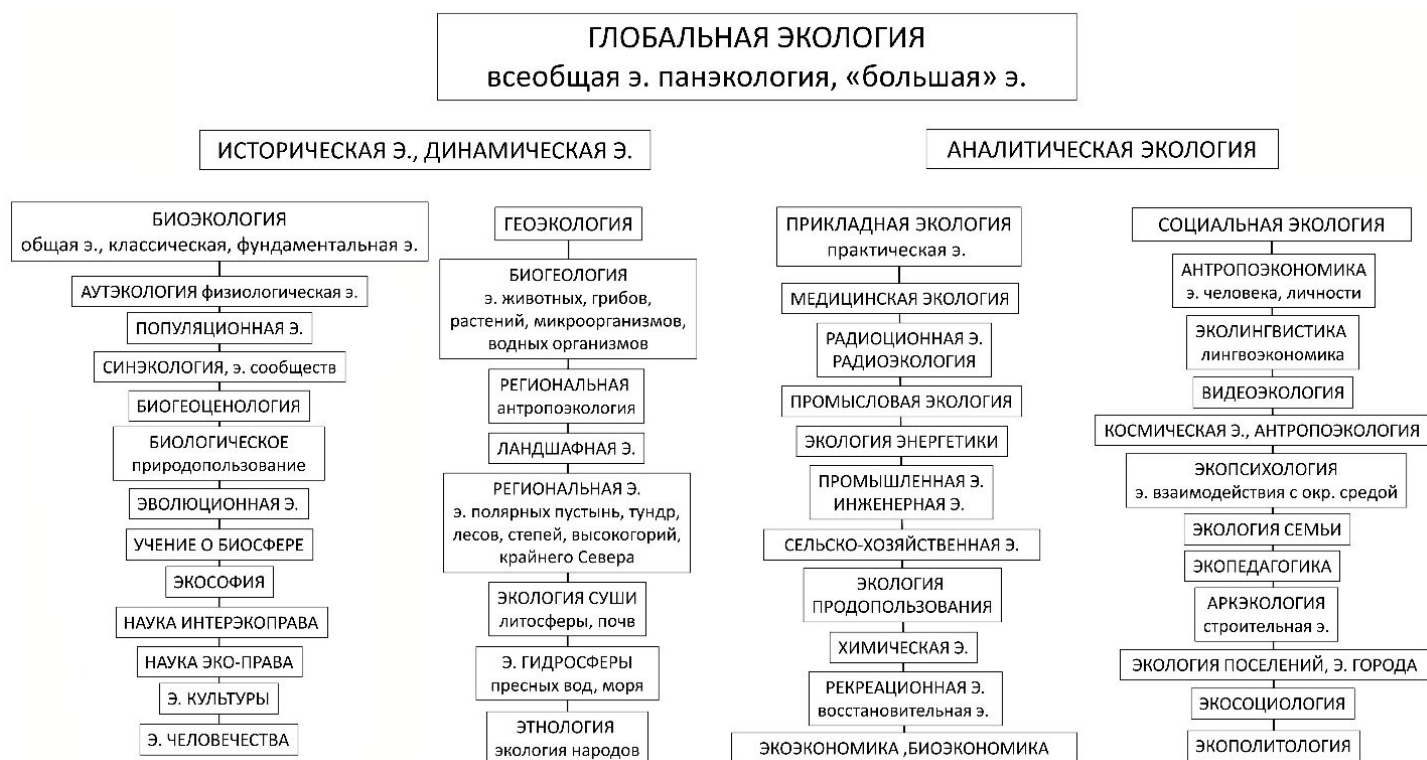 ГЛОБАЛЬНАЯ ЭКОЛОГИЯ
всеобщая э. панэкология, «большая» э.
ИСТОРИЧЕСКАЯ Э., ДИНАМИЧЕСКАЯ Э.
АНАЛИТИЧЕСКАЯ ЭКОЛОГИЯ
БИОЭКОЛОГИЯ
общая э., классическая, фундаментальная э.
АУТЭКОЛОГИЯ физиологическая э.
ПОПУЛЯЦИОННАЯ Э.
СИНЭКОЛОГИЯ, э. сообществ
БИОГЕОЦЕНОЛОГИЯ
БИОЛОГИЧЕСКОЕ
природопользование
ЭВОЛЮЦИОННАЯ Э.
УЧЕНИЕ О БИОСФЕРЕ
ЭКОСОФИЯ
НАУКА ИНТЕРЭКОПРАВА
НАУКА ЭКО-ПРАВА
Э. КУЛЬТУРЫ
Э. ЧЕЛОВЕЧЕСТВА
ГЕОЭКОЛОГИЯ
БИОГЕОЛОГИЯ
э. животных, грибов,
растений, микроорганизмов,
водных организмов
РЕГИОНАЛЬНАЯ
антропоэкология
ЛАНДШАФНАЯ Э.
РЕГИОНАЛЬНАЯ Э.
э. полярных пустынь, тундр,
лесов, степей, высокогорий,
крайнего Севера
ЭКОЛОГИЯ СУШИ
литосферы, почв
Э. ГИДРОСФЕРЫ
пресных вод, моря
ЭТНОЛОГИЯ
экология народов
ПРИКЛАДНАЯ ЭКОЛОГИЯ
практическая э.
МЕДИЦИНСКАЯ ЭКОЛОГИЯ
РАДИОЦИОННАЯ Э.
РАДИОЭКОЛОГИЯ
ПРОМЫСЛОВАЯ ЭКОЛОГИЯ
ЭКОЛОГИЯ ЭНЕРГЕТИКИ
ПРОМЫШЛЕННАЯ Э.
ИНЖЕНЕРНАЯ Э.
СЕЛЬСКО-ХОЗЯЙСТВЕННАЯ Э.
ЭКОЛОГИЯ
ПРОДОПОЛЬЗОВАНИЯ
ХИМИЧЕСКАЯ Э.
РЕКРЕАЦИОННАЯ Э.
восстановительная э.
ЭКОЭКОНОМИКА ,БИОЭКОНОМИКА
СОЦИАЛЬНАЯ ЭКОЛОГИЯ
АНТРОПОЭКОНОМИКА
э. человека, личности
ЭКОЛИНГВИСТИКА
лингвоэкономика
ВИДЕОЭКОЛОГИЯ
КОСМИЧЕСКАЯ Э., АНТРОПОЭКОЛОГИЯ
ЭКОПСИХОЛОГИЯ
э. взаимодействия с окр. средой
ЭКОЛОГИЯ СЕМЬИ
ЭКОПЕДАГОГИКА
АРКЭКОЛОГИЯ
строительная э.
ЭКОЛОГИЯ ПОСЕЛЕНИЙ, Э. ГОРОДА
ЭКОСОЦИОЛОГИЯ
ЭКОПОЛИТОЛОГИЯ